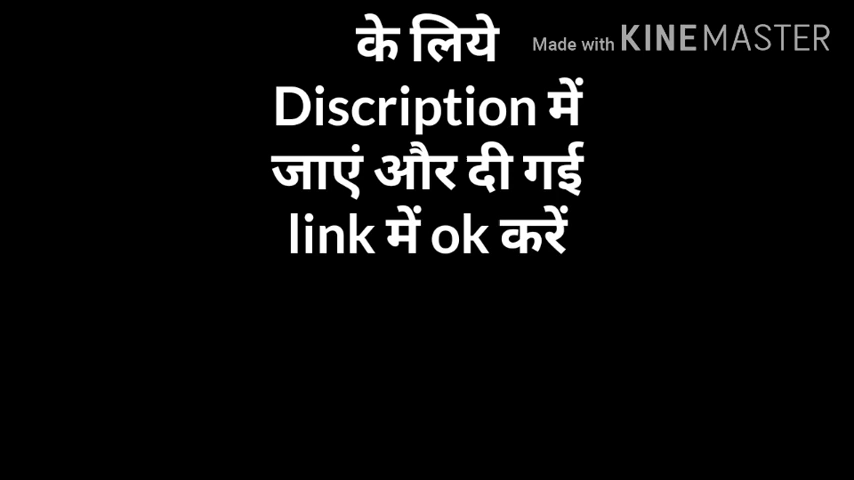 के लिये
Made with KINEMASTER
Discription में
जाएं और दी गई
link में ok करें